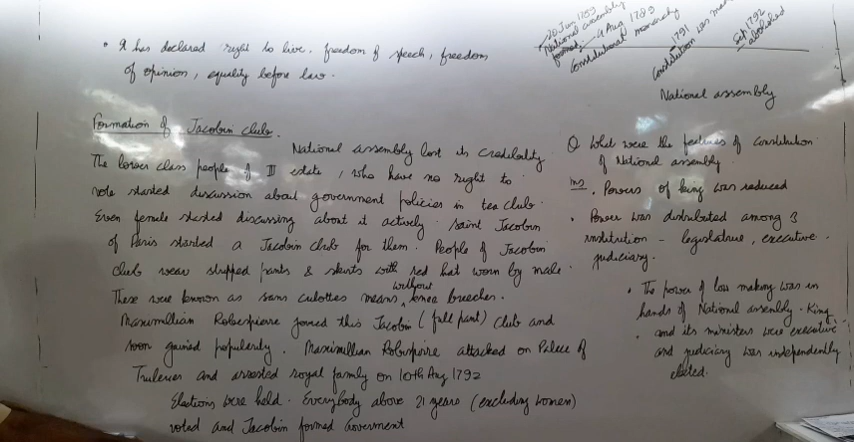 • It has declared right to live, freedom of speech, freedom
of opinion, equality before law.
Formation of Jacobin club.
National assembly lost its credibility
The lower class people of III estate, who have no right to
vote started discussion about government policies in tea club.
Even female started discussing about it actively. Saint Jacobin
of Paris started a Jacobin club for them. People of Jacobin
club wear stripped pants & skirts with red hat worn by male.
These were known as sans culottes means without knee breeches.
Maximillian Robespierre joined this Jacobin (full pant) club and
soon gained popularity. Maximillian Robespirre attacked on Palace of
Truleries and arrested royal family on 10th Aug 1792
Elections were held. Everybody above 21 years (excluding women)
voted and Jacobin formed Goverment
20 Jun 1789
National assembly
formed
4 Aug 1789
Constitutional monarchy
1791
Constitution was
Sep 1792
abolished
National assembly
Q What were the features of Constitution
of National assembly.
Ans. Powers of king was reduced
• Power was distributed among 3
institution - legislatrue, executive.
judiciary.
• The power of law making was in
hands of National assembly. King
• and its ministers were executive
and judiciary was independently
elected.